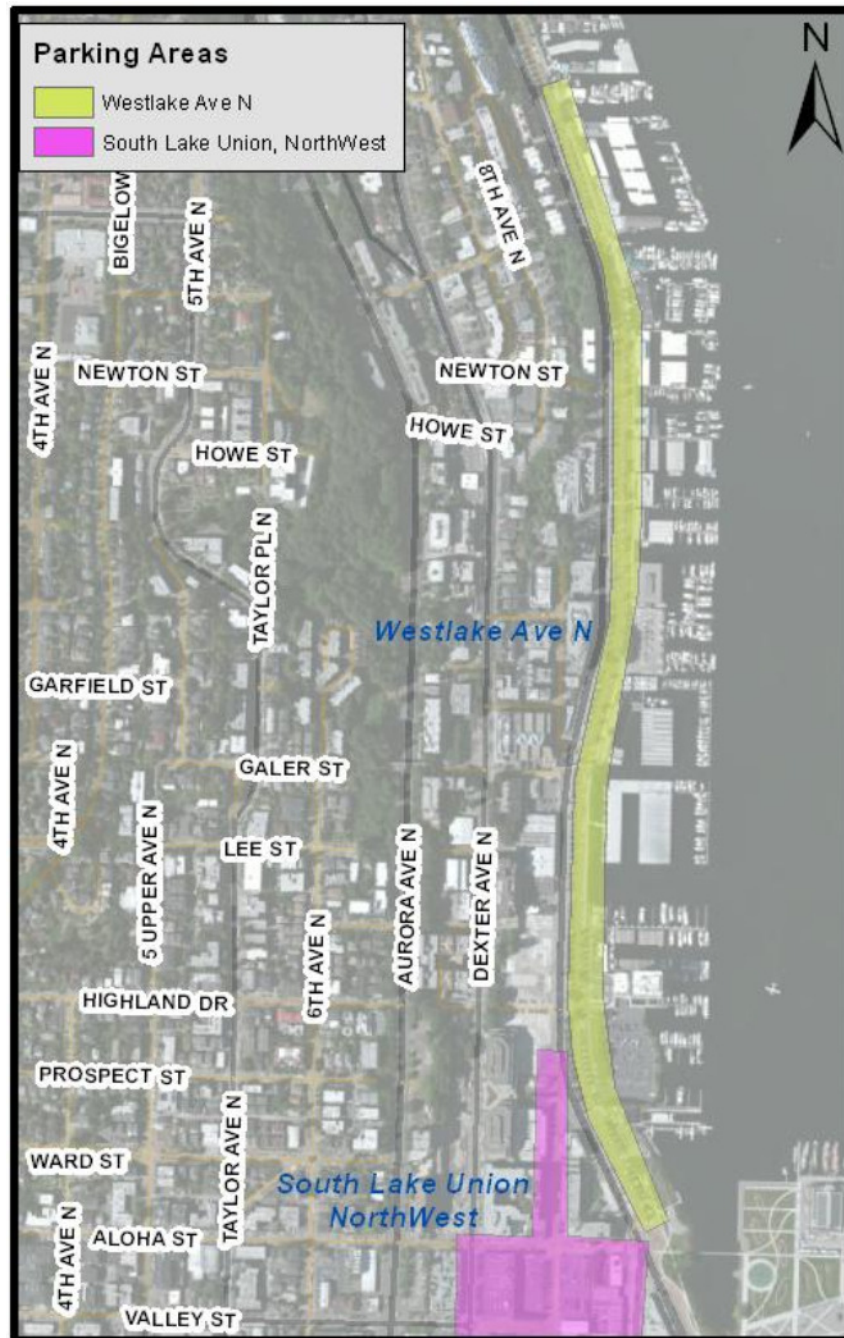 N
Parking Areas
Westlake Ave N
South Lake Union, NorthWest
BIGELOW
5TH AVE N
8TH AVE N
4TH AVE N
NEWTON ST
NEWTON ST
HOWE ST
HOWE ST
TAYLOR PL N
Westlake Ave N
GARFIELD ST
4TH AVE N
GALER ST
5 UPPER AVE N
LEE ST
AURORA AVE N
DEXTER AVE N
6TH AVE N
HIGHLAND DR
PROSPECT ST
TAYLOR AVE N
WARD ST
South Lake Union
NorthWest
4TH AVE N
ALOHA ST
VALLEY ST